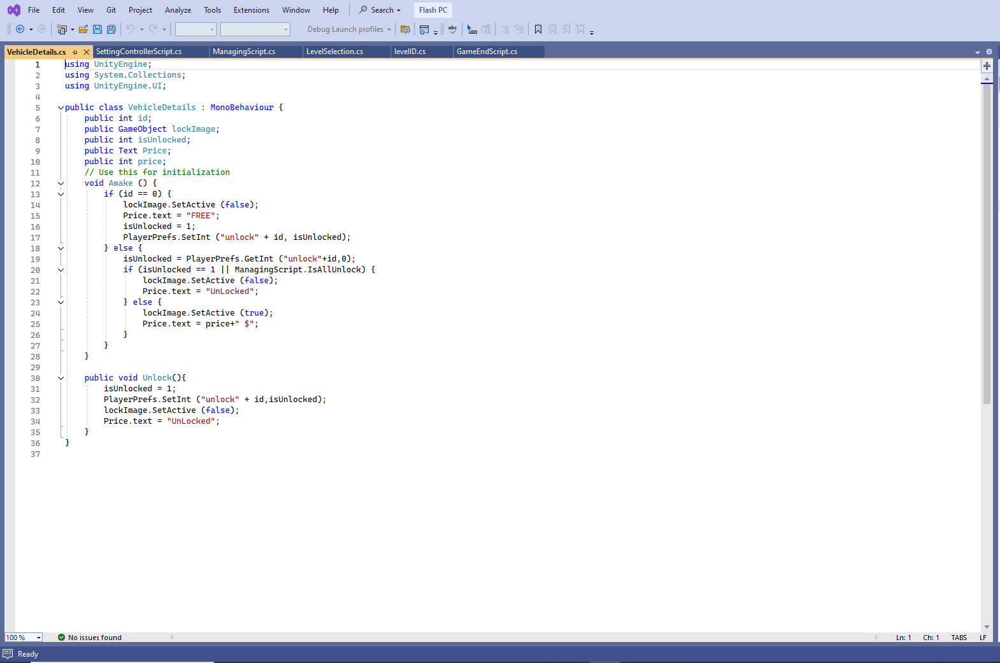 File Edit View Git Project Analyze Tools Extensions Window Help Search Flash PC
Debug Launch profiles abc
VehicleDetails.cs SettingControllerScript.cs ManagingScript.cs LevelSelection.cs levelID.cs GameEndScript.cs
1 using UnityEngine;
2 using System.Collections;
3 using UnityEngine.UI;
4
5 public class VehicleDetails : MonoBehaviour {
6 public int id;
7 public GameObject lockImage;
8 public int isUnlocked;
9 public Text Price;
10 public int price;
11 // Use this for initialization
12 void Awake () {
13 if (id == 0) {
14 lockImage.SetActive (false);
15 Price.text = "FREE";
16 isUnlocked = 1;
17 PlayerPrefs.SetInt ("unlock" + id, isUnlocked);
18 } else {
19 isUnlocked = PlayerPrefs.GetInt ("unlock"+id,0);
20 if (isUnlocked == 1 || ManagingScript.IsAllUnlock) {
21 lockImage.SetActive (false);
22 Price.text = "UnLocked";
23 } else {
24 lockImage.SetActive (true);
25 Price.text = price+" $";
26 }
27 }
28 }
29
30 public void Unlock(){
31 isUnlocked = 1;
32 PlayerPrefs.SetInt ("unlock" + id,isUnlocked);
33 lockImage.SetActive (false);
34 Price.text = "UnLocked";
35 }
36 }
37
100 % No issues found Ln: 1 Ch: 1 TABS LF
Ready